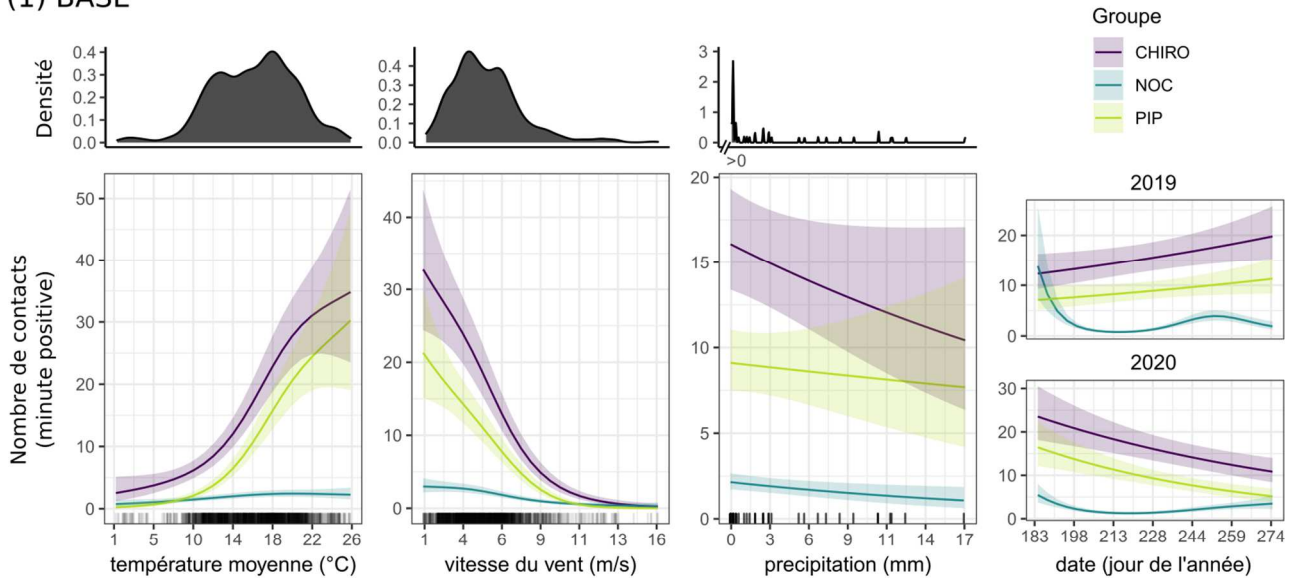 (1) BASE
Groupe
CHIRO
NOC
PIP
Densité
0.4
0.3
0.2
0.1
0.0
0.4
0.3
0.2
0.1
0.0
3
2
1
0
>0
Nombre de contacts
(minute positive)
50
40
30
20
10
0
1 5 10 14 18 22 26
température moyenne (°C)
40
30
20
10
0
1 4 6 9 11 13 16
vitesse du vent (m/s)
20
15
10
5
0
0 3 6 9 11 14 17
precipitation (mm)
2019
20
10
0
2020
30
20
10
0
183 198 213 228 244 259 274
date (jour de l'année)